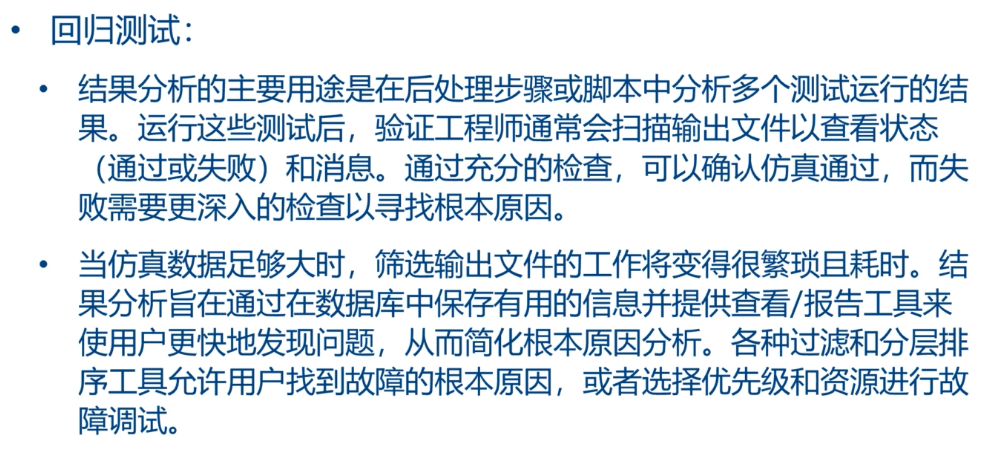 • 回归测试：
• 结果分析的主要用途是在后处理步骤或脚本中分析多个测试运行的结
果。运行这些测试后，验证工程师通常会扫描输出文件以查看状态
（通过或失败）和消息。通过充分的检查，可以确认仿真通过，而失
败需要更深入的检查以寻找根本原因。
• 当仿真数据足够大时，筛选输出文件的工作将变得很繁琐且耗时。结
果分析旨在通过在数据库中保存有用的信息并提供查看/报告工具来
使用户更快地发现问题，从而简化根本原因分析。各种过滤和分层排
序工具允许用户找到故障的根本原因，或者选择优先级和资源进行故
障调试。